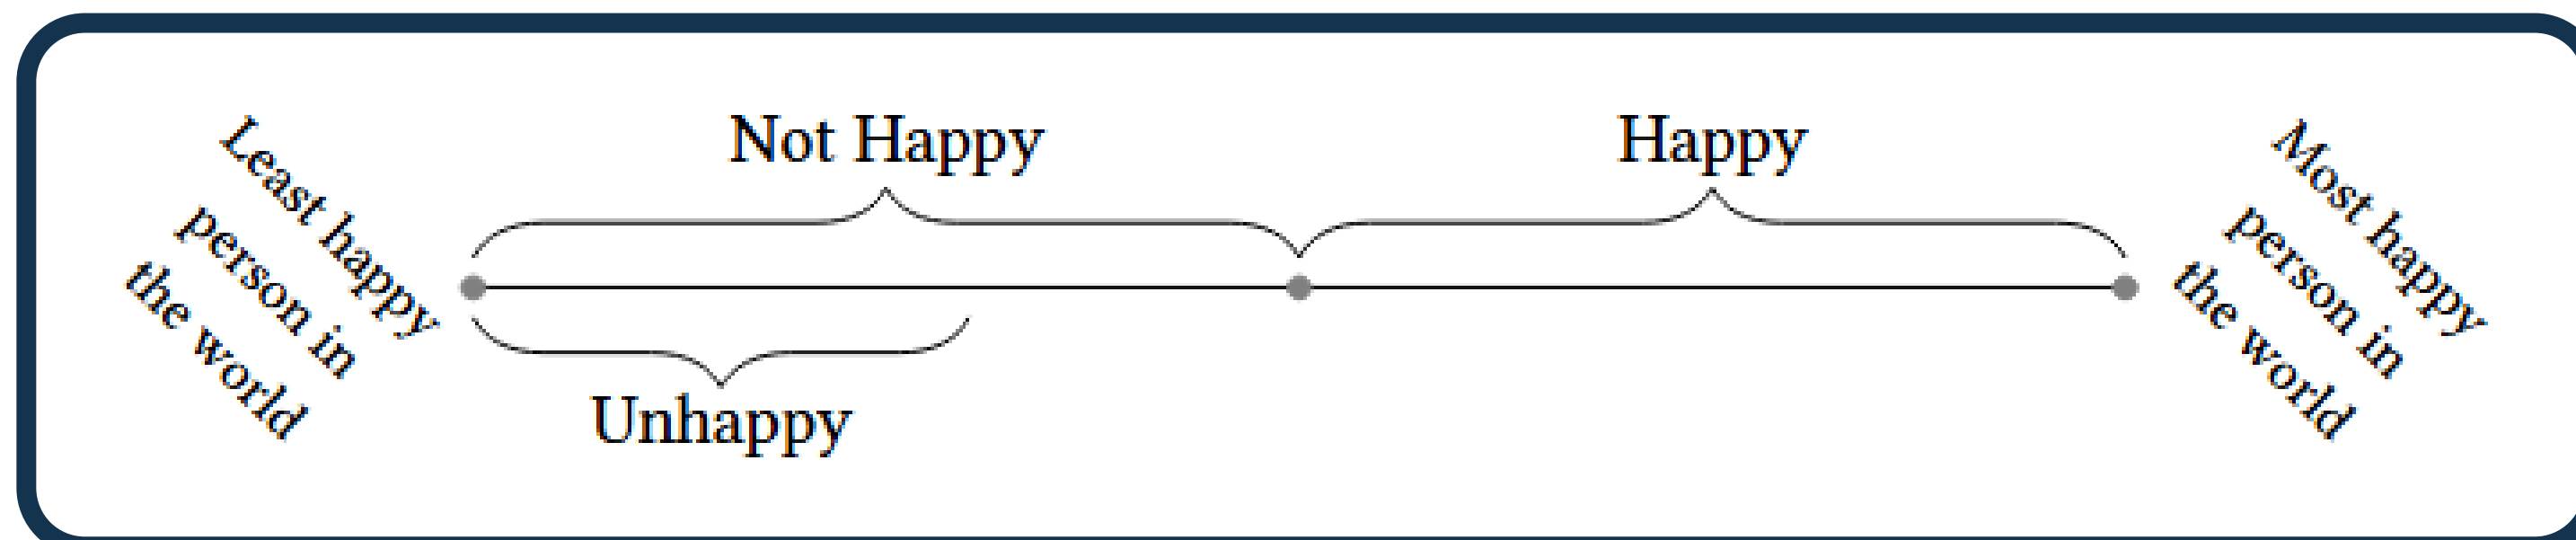 Least happy
person in
the world
Not Happy
Happy
Unhappy
Most happy
person in
the world